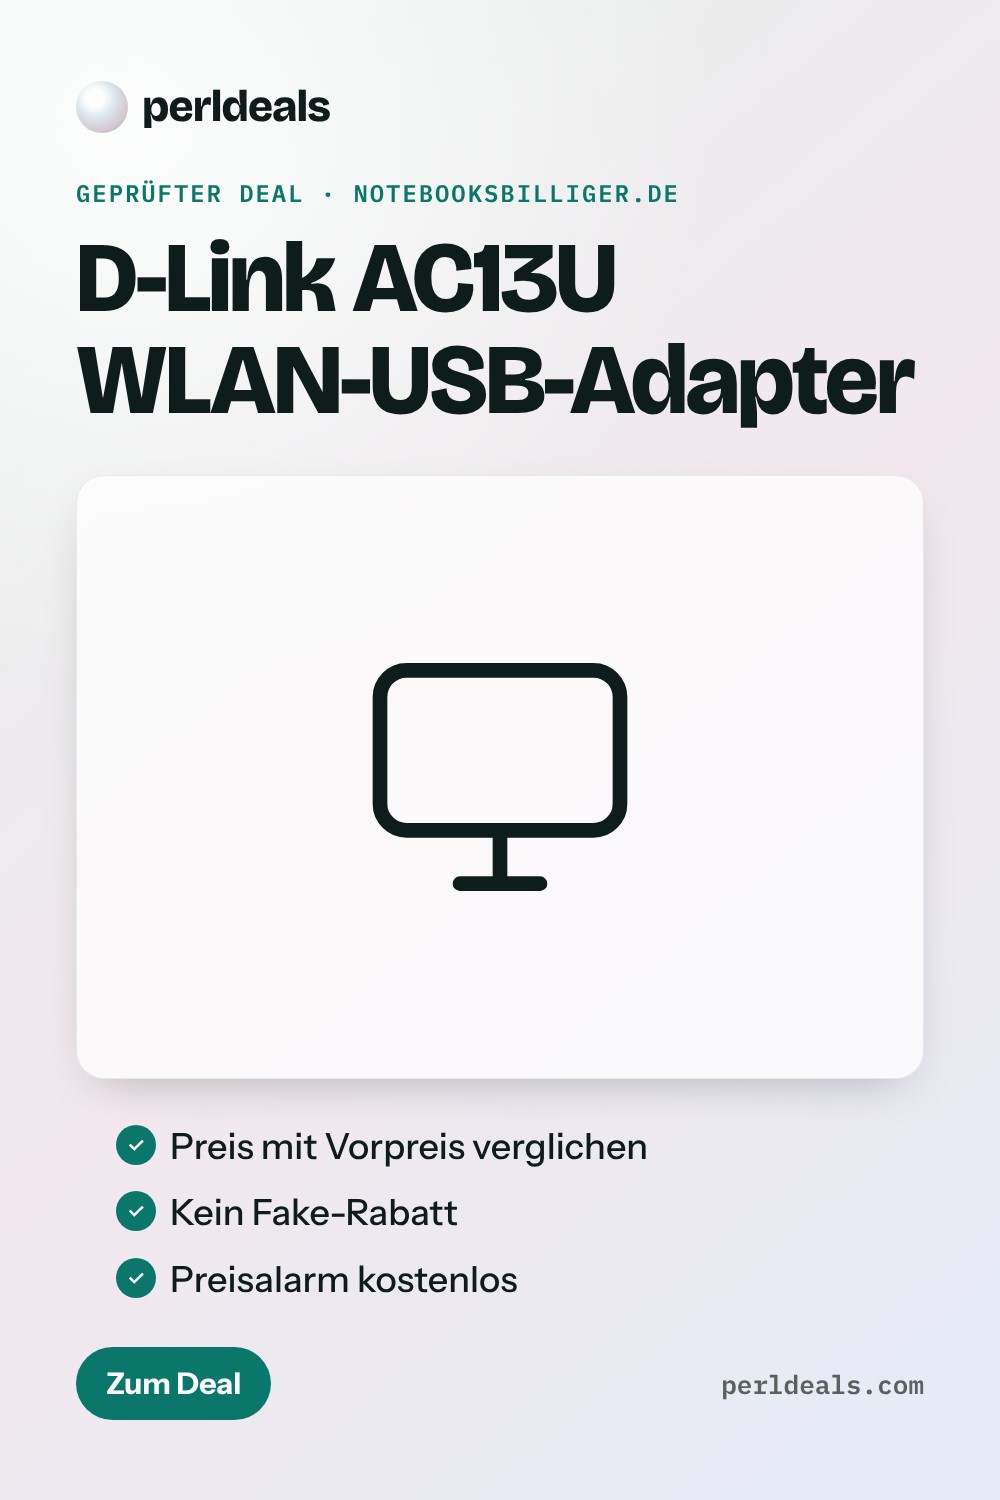 perldeals
GEPRÜFTER DEAL · NOTEBOOKSBILLIGER.DE
D-Link AC13U
WLAN-USB-Adapter
Preis mit Vorpreis verglichen
Kein Fake-Rabatt
Preisalarm kostenlos
Zum Deal
perldeals.com